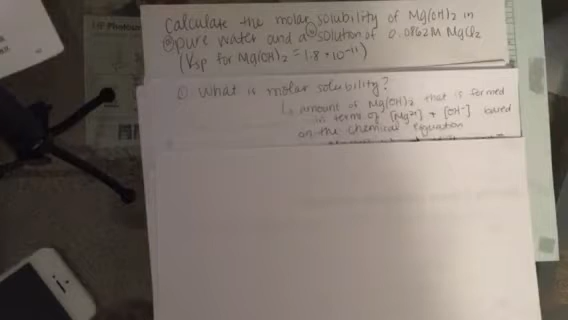 Calculate the molar solubility of Mg(OH)2 in
ⓐ pure water and a ⓑ solution of 0.0862M MgCl2
(Ksp for Mg(OH)2 = 1.8 * 10^-11)
① What is molar solubility?
↳ amount of Mg(OH)2 that is formed
in terms of [Mg2+] + [OH-] based
on the chemical equation